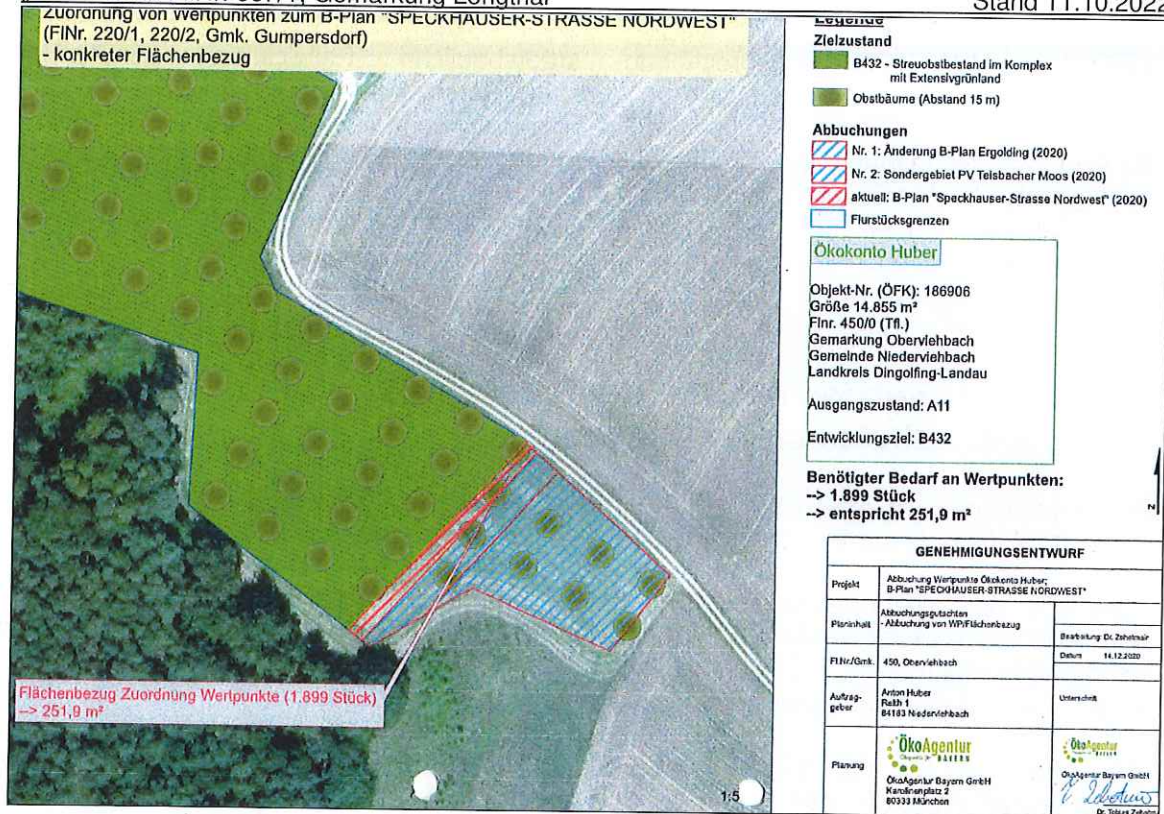 Gemarkung Longthal
Stand 11.10.2022
Zuordnung von Wertpunkten zum B-Plan "SPECKHAUSER-STRASSE NORDWEST"
(FlNr. 220/1, 220/2, Gmk. Gumpersdorf)
- konkreter Flächenbezug
Legende
Zielzustand
B432 - Streuobstbestand im Komplex
mit Extensivgrünland
Obstbäume (Abstand 15 m)
Abbuchungen
Nr. 1: Änderung B-Plan Ergolding (2020)
Nr. 2: Sondergebiet PV Teisbacher Moos (2020)
aktuell: B-Plan "Speckhauser-Strasse Nordwest" (2020)
Flurstücksgrenzen
Ökokonto Huber
Objekt-Nr. (ÖFK): 186906
Größe 14.855 m²
Flnr. 450/0 (Tfl.)
Gemarkung Oberviehbach
Gemeinde Niederviehbach
Landkreis Dingolfing-Landau
Ausgangszustand: A11
Entwicklungsziel: B432
Benötigter Bedarf an Wertpunkten:
--> 1.899 Stück
--> entspricht 251,9 m²
N
Flächenbezug Zuordnung Wertpunkte (1.899 Stück)
--> 251,9 m²
1:5
GENEHMIGUNGSENTWURF
Projekt
Abbuchung Wertpunkte Ökokonto Huber;
B-Plan "SPECKHAUSER-STRASSE NORDWEST"
Planinhalt
Abbuchungsgutachten
- Abbuchung von WP/Flächenbezug
Bearbeitung: Dr. Zehetmair
Fl.Nr./Gmk.
450, Oberviehbach
Datum 14.12.2020
Auftrag-
geber
Anton Huber
Reith 1
84183 Niederviehbach
Unterschrift
Planung
ÖkoAgentur
BAYERN
ÖkoAgentur Bayern GmbH
Karolinenplatz 2
80333 München
ÖkoAgentur
BAYERN
ÖkoAgentur Bayern GmbH